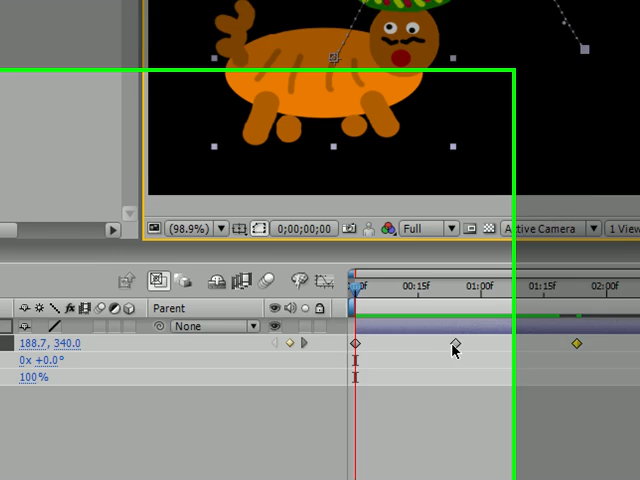 (98.9%) 0;00;00;00 Full Active Camera 1 View
00:15f 01:00f 01:15f 02:00f
Parent
None
188.7, 340.0
0x +0.0°
100%